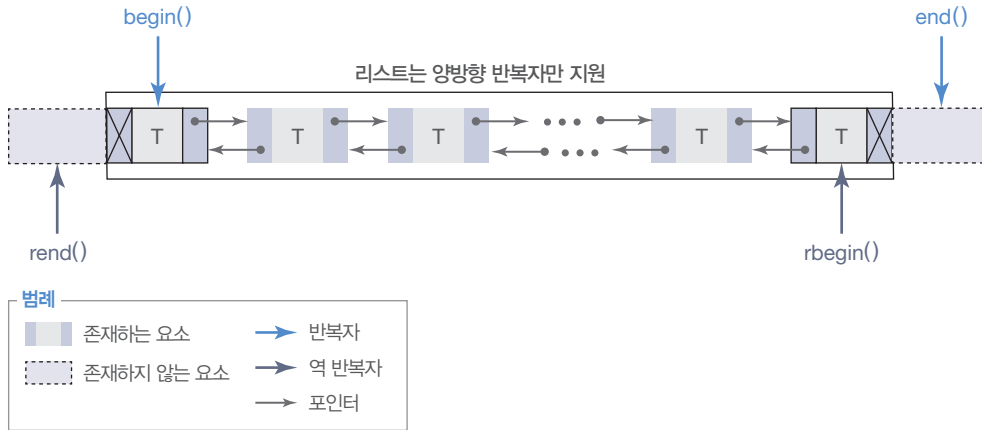 begin()
end()
리스트는 양방향 반복자만 지원
T
T
T
T
T
rend()
rbegin()
범례
존재하는 요소
반복자
존재하지 않는 요소
역 반복자
포인터